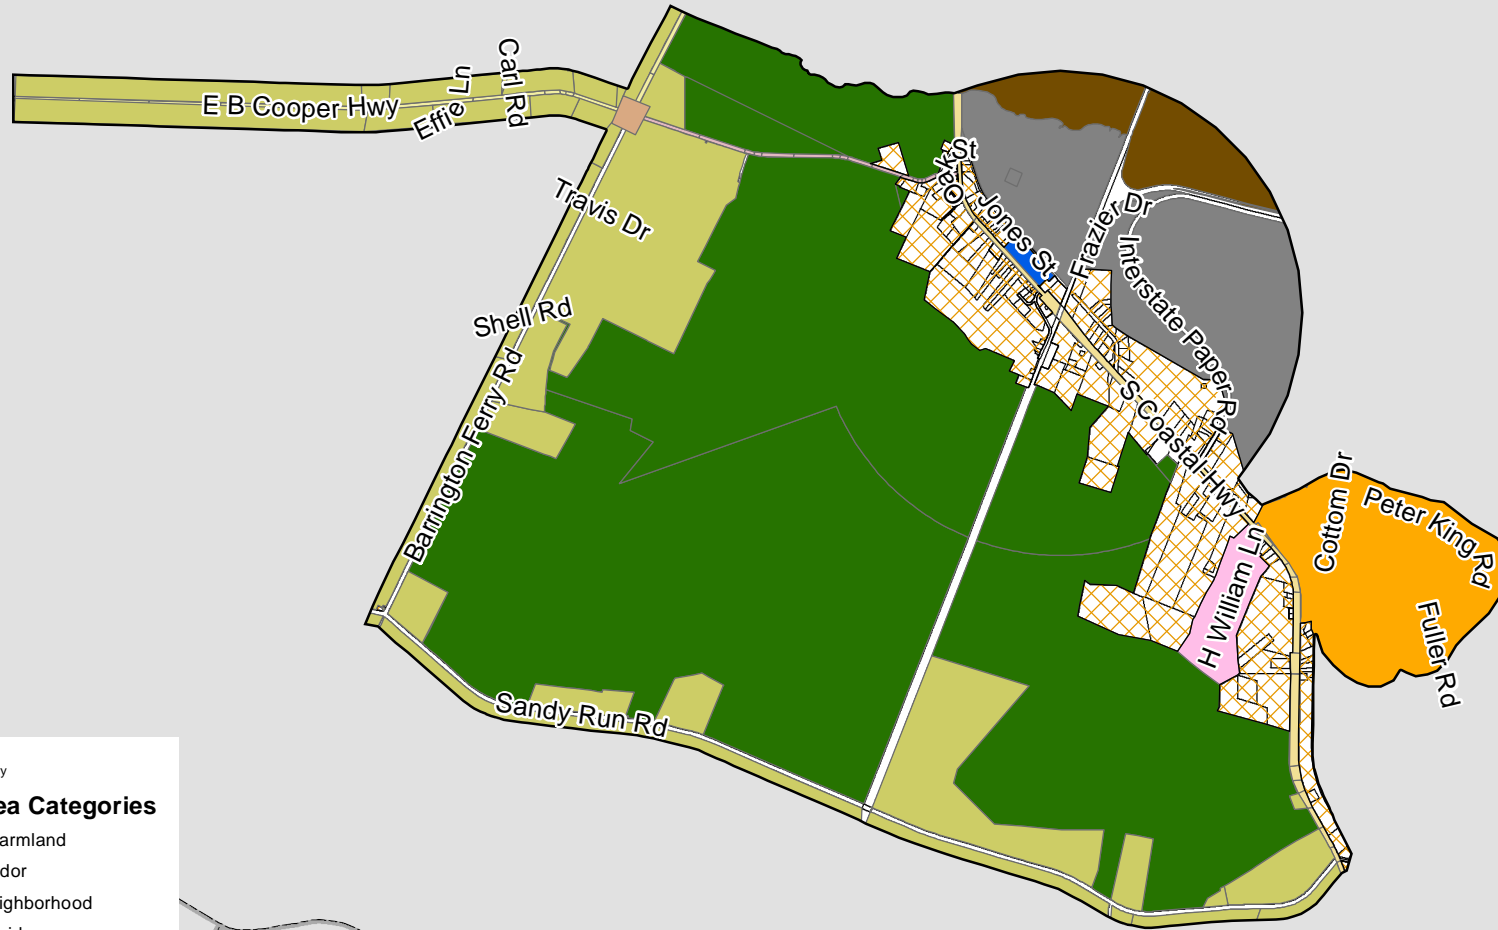 E B Cooper Hwy
Effie Ln
Carl Rd
Travis Dr
Shell Rd
Barrington Ferry Rd
Sandy Run Rd
St
Oak
Jones St
Frazier Dr
Interstate Paper Rd
S Coastal Hwy
H William Ln
Cottom Dr
Peter King Rd
Fuller Rd
y
ea Categories
armland
dor
ighborhood